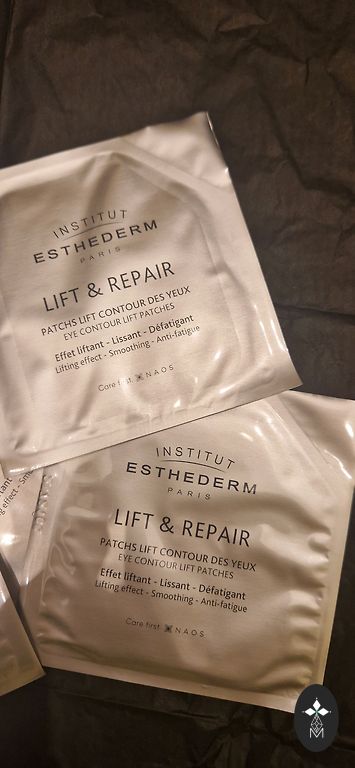 INSTITUT
ESTHEDERM
PARIS
LIFT & REPAIR
PATCHS LIFT CONTOUR DES YEUX
EYE CONTOUR LIFT PATCHES
Effet liftant - Lissant - Défatigant
Lifting effect - Smoothing - Anti-fatigue
Care first. NAOS
INSTITUT
ESTHEDERM
PARIS
LIFT & REPAIR
PATCHS LIFT CONTOUR DES YEUX
EYE CONTOUR LIFT PATCHES
Effet liftant - Lissant - Défatigant
Lifting effect - Smoothing - Anti-fatigue
Care first. NAOS
M